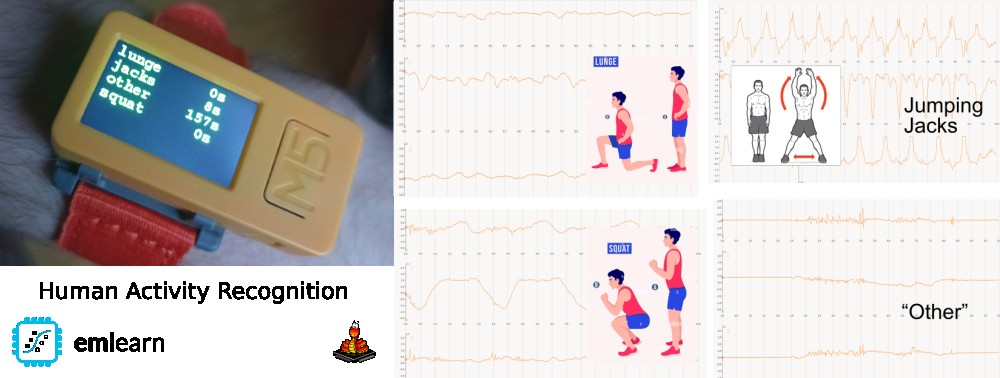 lunge 0s
jacks 8s
other 157s
squat 0s
M5
Human Activity Recognition
emlearn
LUNGE
SQUAT
Jumping
Jacks
“Other”